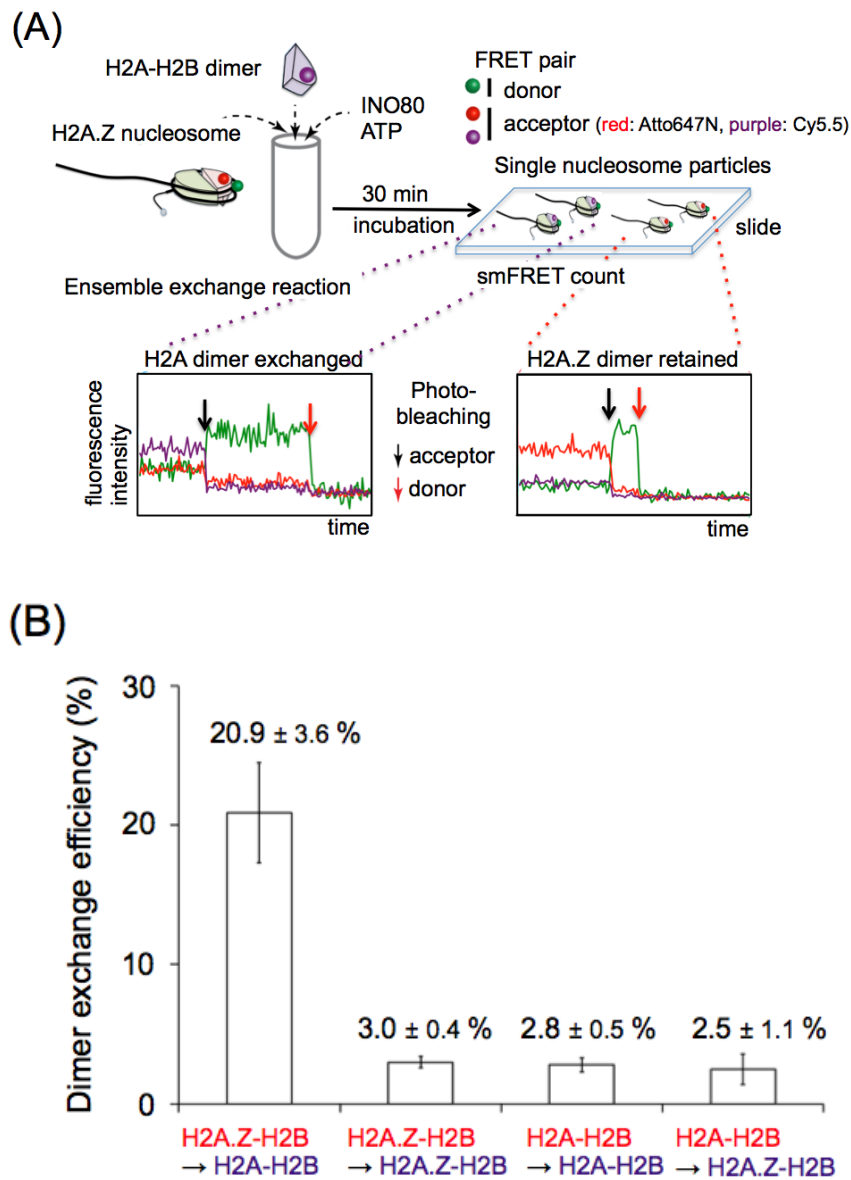 (A)
H2A-H2B dimer
FRET pair
donor
acceptor (red: Atto647N, purple: Cy5.5)
INO80
ATP
H2A.Z nucleosome
Single nucleosome particles
30 min
incubation
slide
Ensemble exchange reaction
smFRET count
H2A dimer exchanged
H2A.Z dimer retained
Photo-
bleaching
acceptor
donor
fluorescence
intensity
time
time
(B)
Dimer exchange efficiency (%)
30
20
10
0
20.9 ± 3.6 %
3.0 ± 0.4 %
2.8 ± 0.5 %
2.5 ± 1.1 %
H2A.Z-H2B
→ H2A-H2B
H2A.Z-H2B
→ H2A.Z-H2B
H2A-H2B
→ H2A-H2B
H2A-H2B
→ H2A.Z-H2B